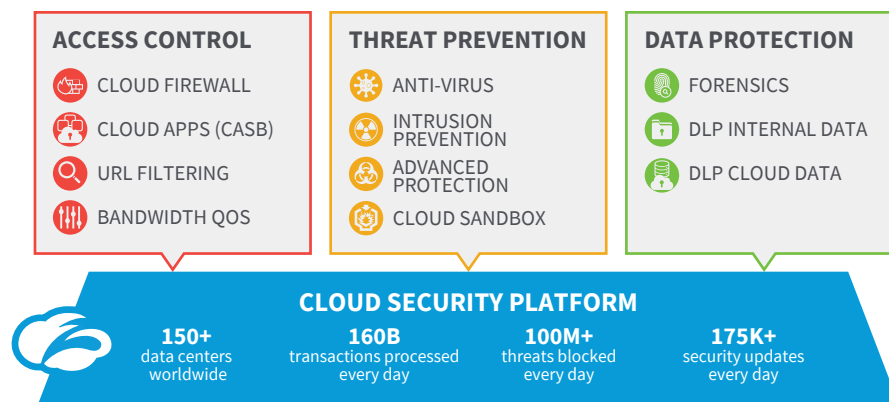 ACCESS CONTROL
CLOUD FIREWALL
CLOUD APPS (CASB)
URL FILTERING
BANDWIDTH QOS
THREAT PREVENTION
ANTI-VIRUS
INTRUSION
PREVENTION
ADVANCED
PROTECTION
CLOUD SANDBOX
DATA PROTECTION
FORENSICS
DLP INTERNAL DATA
DLP CLOUD DATA
CLOUD SECURITY PLATFORM
150+
data centers
worldwide
160B
transactions processed
every day
100M+
threats blocked
every day
175K+
security updates
every day